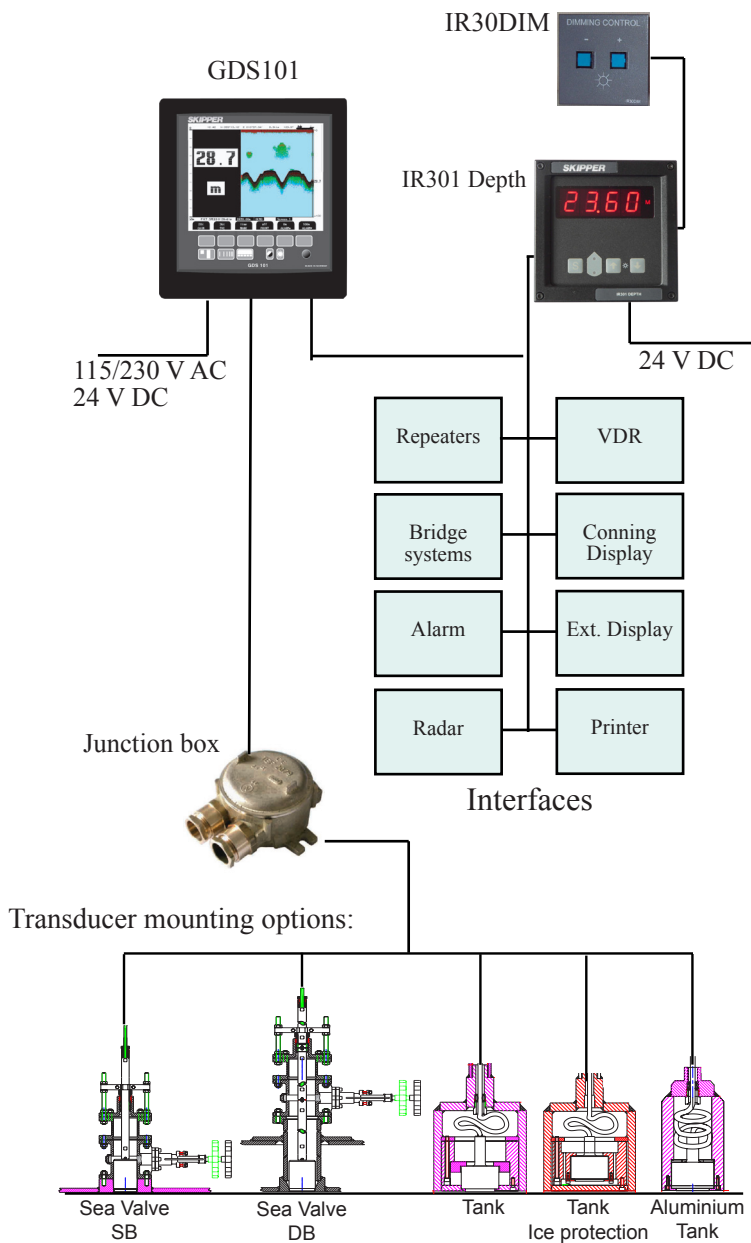 IR30DIM
DIMMING CONTROL
- +
GDS101
SKIPPER
28.7
m
GDS 101
IR301 Depth
SKIPPER
23.60 M
IR301 DEPTH
115/230 V AC
24 V DC
24 V DC
Repeaters
VDR
Bridge
systems
Conning
Display
Alarm
Ext. Display
Radar
Printer
Interfaces
Junction box
Transducer mounting options:
Sea Valve
SB
Sea Valve
DB
Tank
Tank
Ice protection
Aluminium
Tank